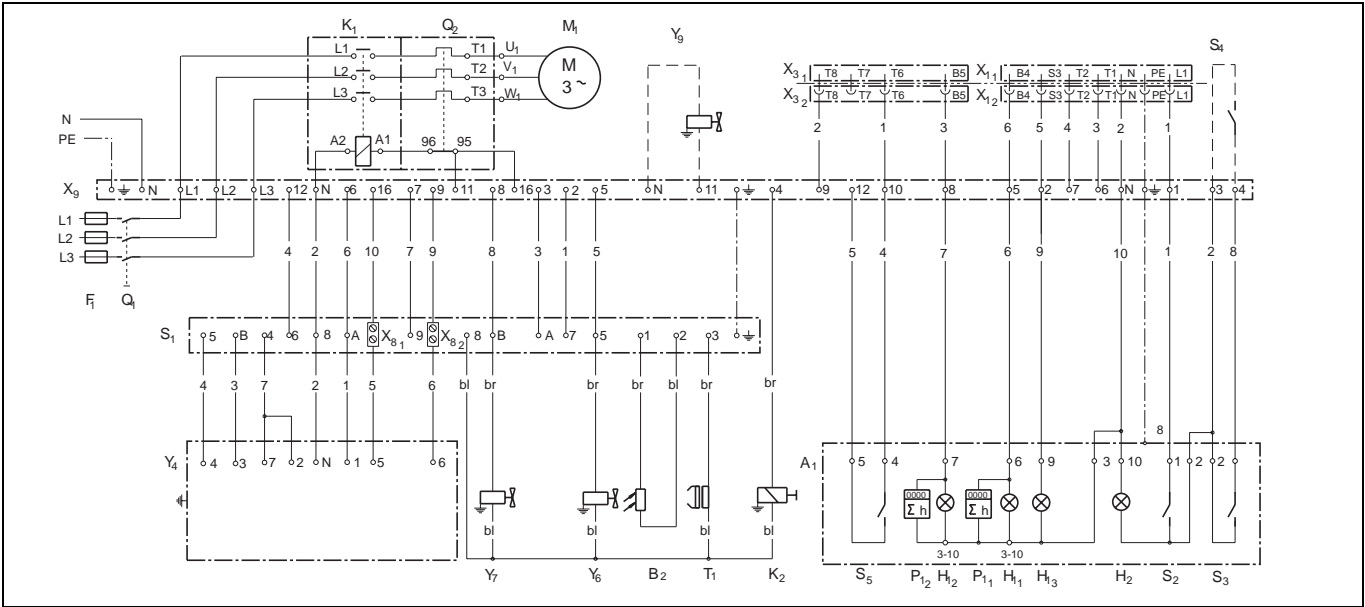 K1 Q2 M1 Y9 S4
L1 T1 U1
L2 T2 V1
L3 T3 W1
M
3 ~
X3 1 T8 T7 T6 B5 X1 1 B4 S3 T2 T1 N PE L1
X3 2 T8 T7 T6 B5 X1 2 B4 S3 T2 T1 N PE L1
2 1 3 6 5 4 3 2 1
N
PE
A2 A1 96 95
X9 N L1 L2 L3 12 N 6 16 7 9 11 8 16 3 2 5 N 11 4 9 12 10 8 5 2 7 6 N 1 3 4
L1
L2
L3
4 2 6 10 7 9 8 3 1 5 5 4 7 6 9 10 1 2 8
F1 Q1
S1 5 B 4 6 8 A X8 1 9 X8 2 8 B A 7 5 1 2 3
4 3 7 2 1 5 6 bl br br br bl br br
8
Y4 4 3 7 2 N 1 5 6
A1 5 4 7 6 9 3 10 1 2 2
0000 0000
Σ h Σ h
bl bl bl bl
3-10 3-10
Y7 Y6 B2 T1 K2 S5 P1 2 H1 2 P1 1 H1 1 H1 3 H2 S2 S3